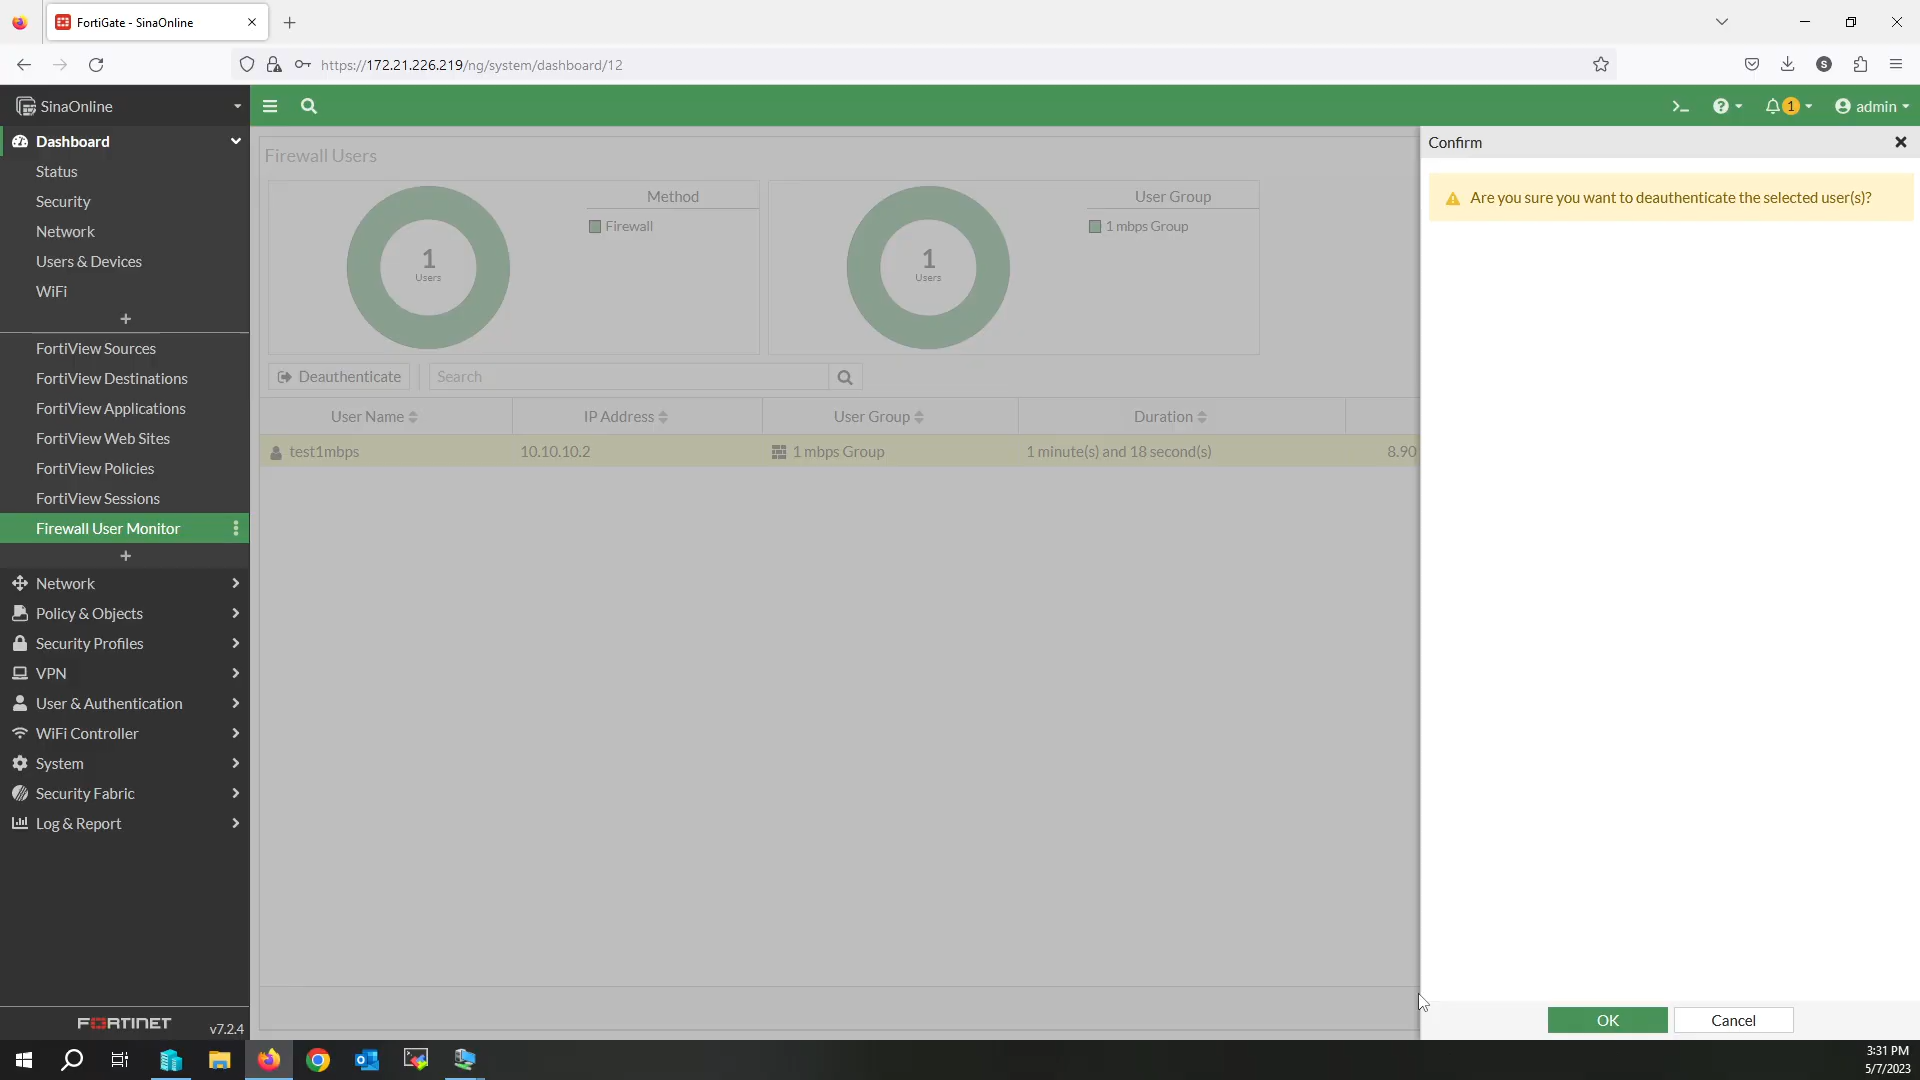 FortiGate - SinaOnline
https://172.21.226.219/ng/system/dashboard/12
SinaOnline
1
admin
Dashboard
Status
Security
Network
Users & Devices
WiFi
FortiView Sources
FortiView Destinations
FortiView Applications
FortiView Web Sites
FortiView Policies
FortiView Sessions
Firewall User Monitor
Network
Policy & Objects
Security Profiles
VPN
User & Authentication
WiFi Controller
System
Security Fabric
Log & Report
FORTINET
v7.2.4
Firewall Users
1
Users
Method
Firewall
1
Users
User Group
1 mbps Group
Deauthenticate
Search
User Name
IP Address
User Group
Duration
test1mbps
10.10.10.2
1 mbps Group
1 minute(s) and 18 second(s)
8.90
Confirm
Are you sure you want to deauthenticate the selected user(s)?
OK
Cancel
3:31 PM
5/7/2023